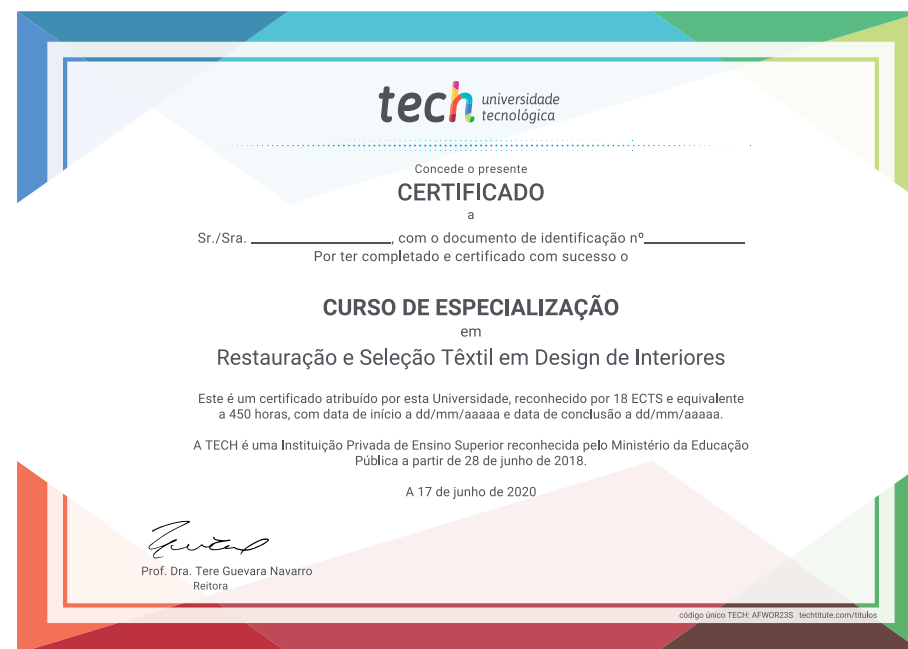 tech universidade
tecnológica
Concede o presente
CERTIFICADO
a
Sr./Sra. ____________________, com o documento de identificação nº______________
Por ter completado e certificado com sucesso o
CURSO DE ESPECIALIZAÇÃO
em
Restauração e Seleção Têxtil em Design de Interiores
Este é um certificado atribuído por esta Universidade, reconhecido por 18 ECTS e equivalente
a 450 horas, com data de início a dd/mm/aaaaa e data de conclusão a dd/mm/aaaaa.
A TECH é uma Instituição Privada de Ensino Superior reconhecida pelo Ministério da Educação
Pública a partir de 28 de junho de 2018.
A 17 de junho de 2020
Prof. Dra. Tere Guevara Navarro
Reitora
código único TECH: AFWOR23S techtitute.com/titulos